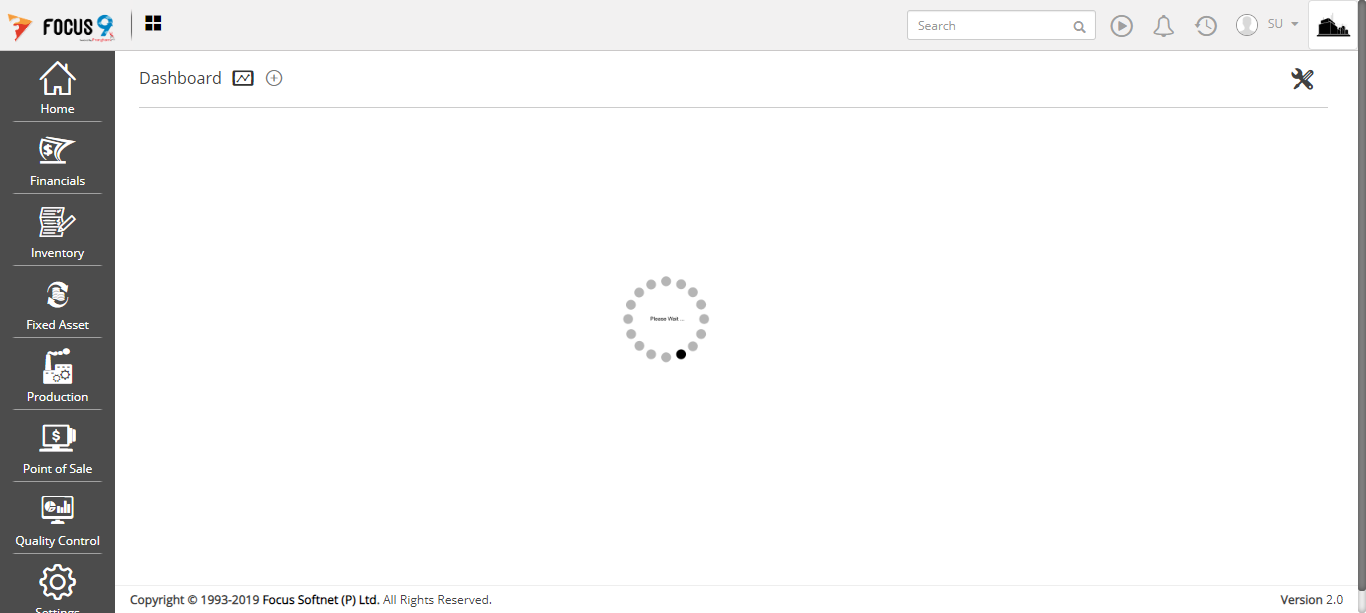 FOCUS 9
Search
SU
Dashboard
Home
Financials
Inventory
Fixed Asset
Production
Point of Sale
Quality Control
Settings
Please Wait ...
Copyright © 1993-2019 Focus Softnet (P) Ltd. All Rights Reserved.
Version 2.0